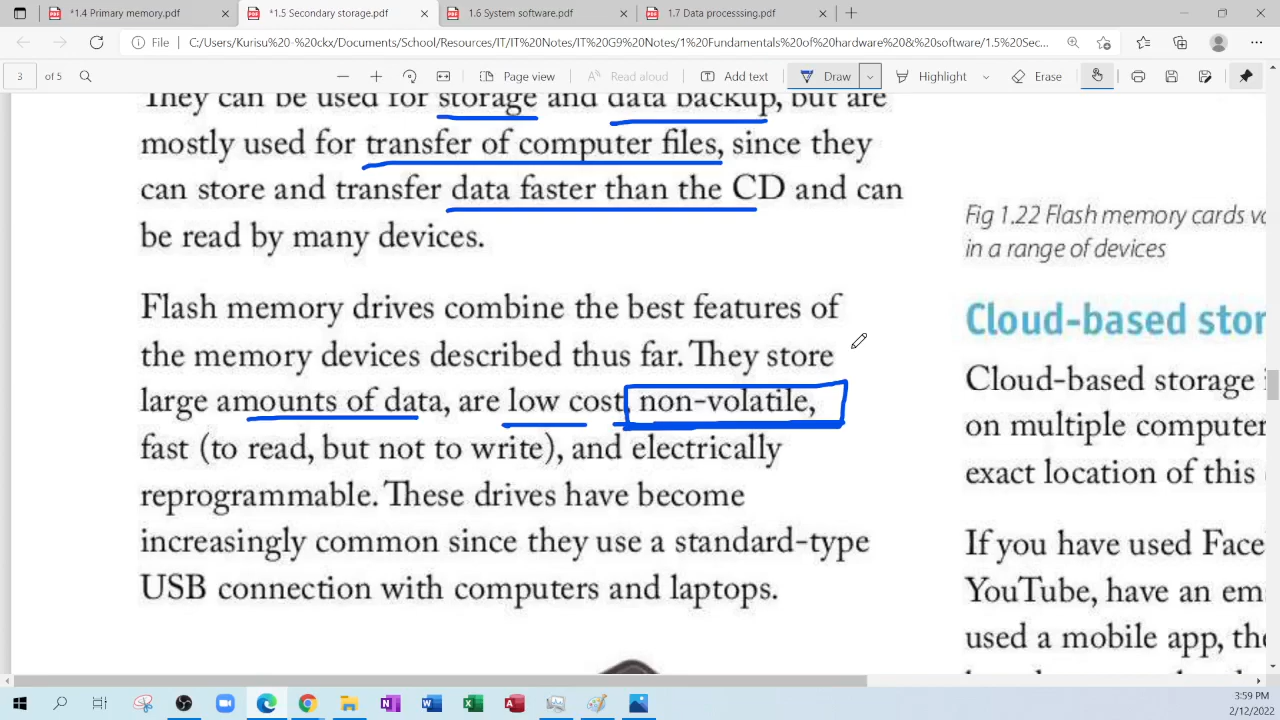 *1.4 Primary memory.pdf
*1.5 Secondary storage.pdf
1.6 System software.pdf
1.7 Data processsing.pdf
File
C:/Users/Kurisu%20-%20ckx/Documents/School/Resources/IT/IT%20Notes/IT%20G9%20Notes/1%20Fundamentals%20of%20hardware%20&%20software/1.5%20Sec...
3 of 5
Page view
Read aloud
Add text
Draw
Highlight
Erase
They can be used for storage and data backup, but are
mostly used for transfer of computer files, since they
can store and transfer data faster than the CD and can
be read by many devices.
Flash memory drives combine the best features of
the memory devices described thus far. They store
large amounts of data, are low cost, non-volatile,
fast (to read, but not to write), and electrically
reprogrammable. These drives have become
increasingly common since they use a standard-type
USB connection with computers and laptops.
Fig 1.22 Flash memory cards
in a range of devices
Cloud-based
Cloud-based storage
on multiple computer
exact location of this
If you have used
YouTube, have an
used a mobile app,
3:59 PM
2/12/2022